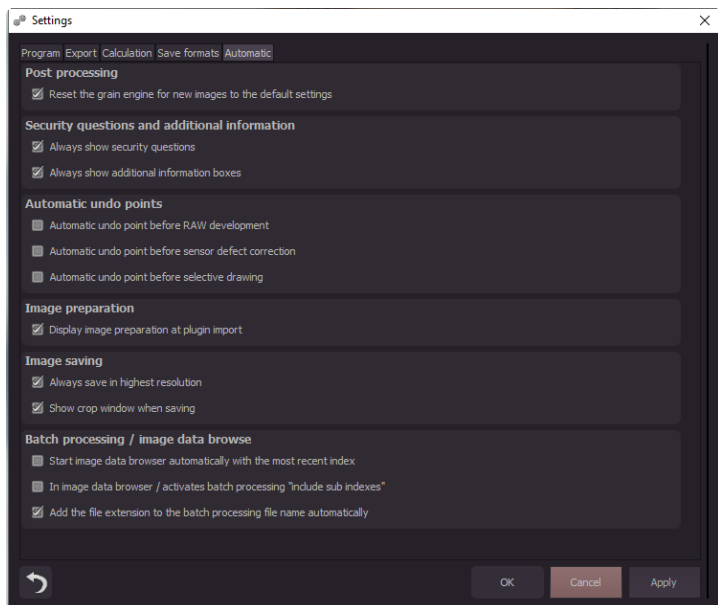 Settings
Program Export Calculation Save formats Automatic
Post processing
Reset the grain engine for new images to the default settings
Security questions and additional information
Always show security questions
Always show additional information boxes
Automatic undo points
Automatic undo point before RAW development
Automatic undo point before sensor defect correction
Automatic undo point before selective drawing
Image preparation
Display image preparation at plugin import
Image saving
Always save in highest resolution
Show crop window when saving
Batch processing / image data browse
Start image data browser automatically with the most recent index
In image data browser / activates batch processing "include sub indexes"
Add the file extension to the batch processing file name automatically
OK Cancel Apply